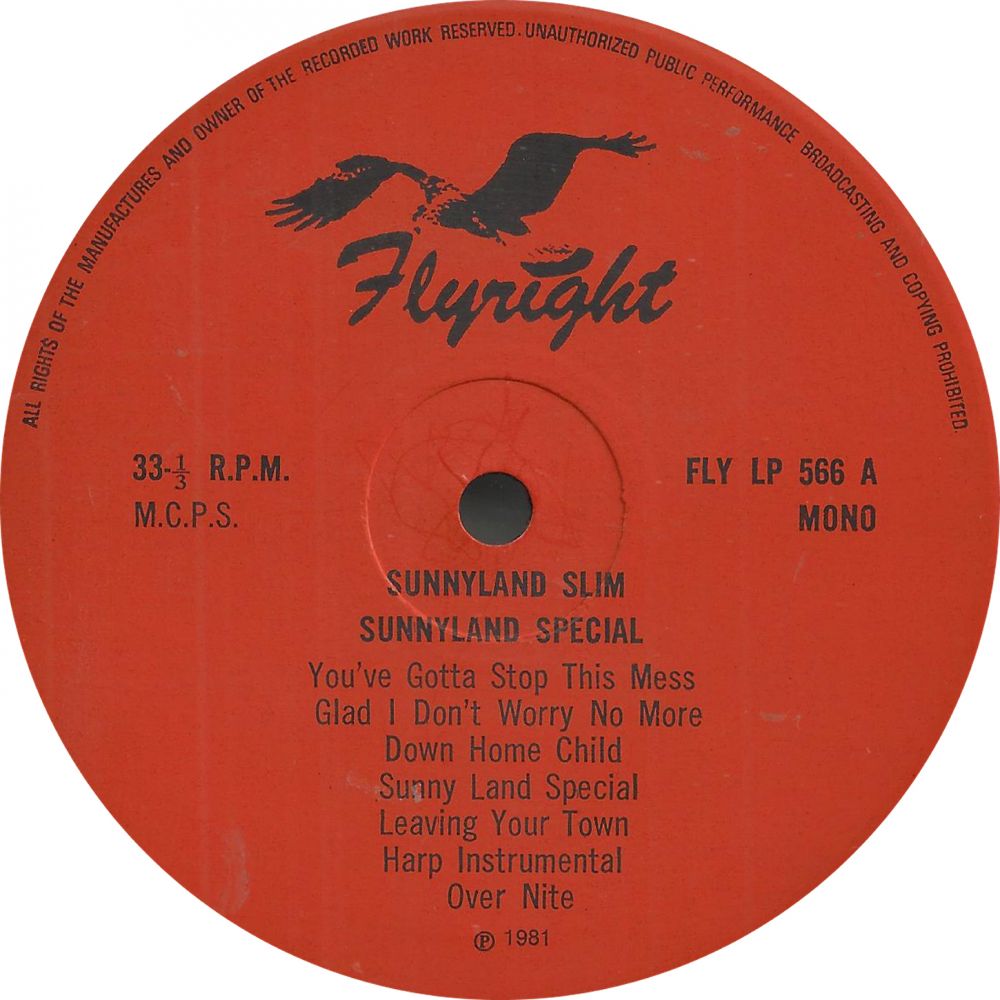 ALL RIGHTS OF THE MANUFACTURES AND OWNER OF THE RECORDED WORK RESERVED. UNAUTHORIZED PUBLIC PERFORMANCE BROADCASTING AND COPYING PROHIBITED.
Flyright
33-1/3 R.P.M.
M.C.P.S.
FLY LP 566 A
MONO
SUNNYLAND SLIM
SUNNYLAND SPECIAL
You've Gotta Stop This Mess
Glad I Don't Worry No More
Down Home Child
Sunny Land Special
Leaving Your Town
Harp Instrumental
Over Nite
℗ 1981